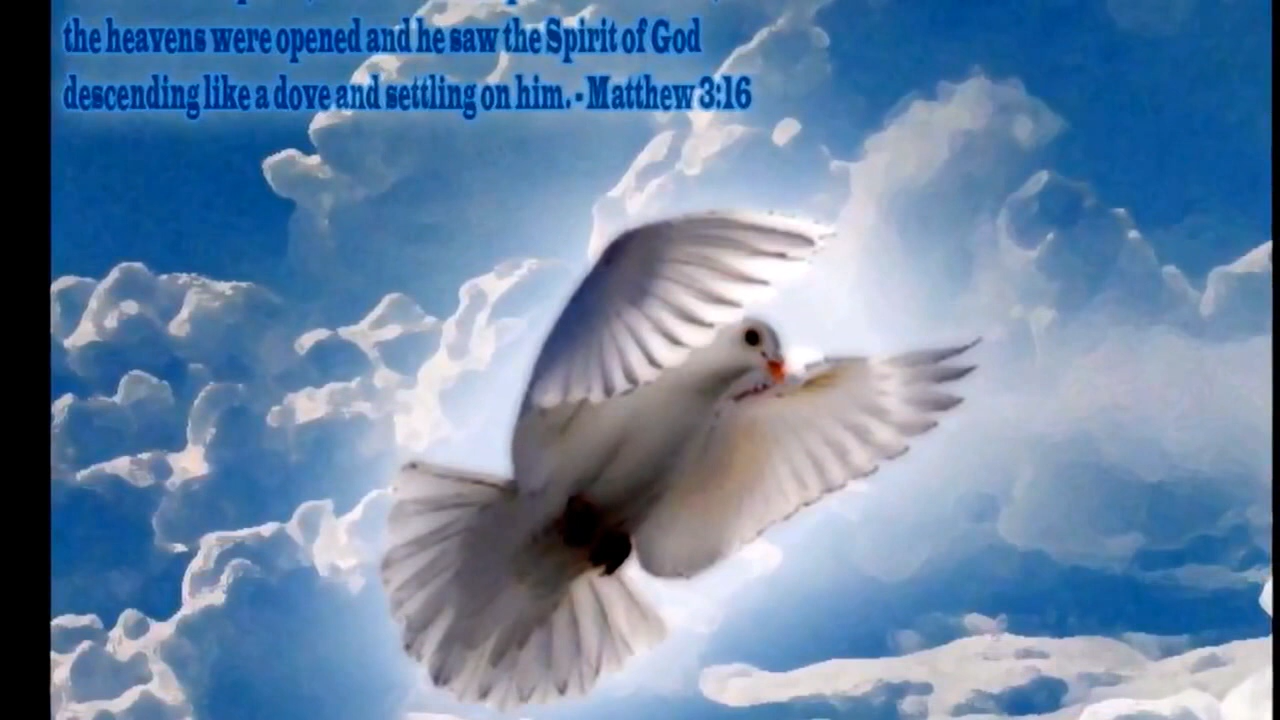 the heavens were opened and he saw the Spirit of God
descending like a dove and settling on him. - Matthew 3:16